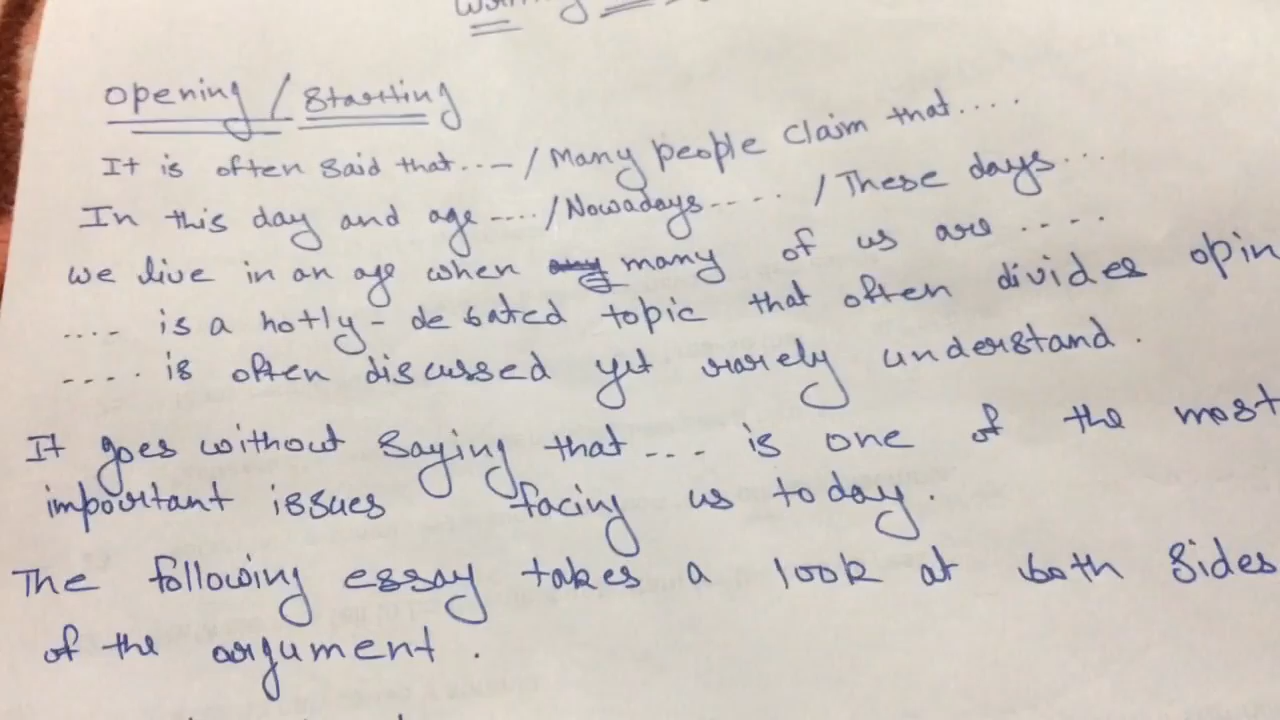 Opening / Starting
It is often said that..... / Many people claim that.....
In this day and age ..... / Nowadays..... / These days...
we live in an age when many of us are .....
.... is a hotly-debated topic that often divides opin
..... is often discussed yet rarely understand.
It goes without saying that .... is one of the most
important issues facing us today.
The following essay takes a look at both sides
of the argument.